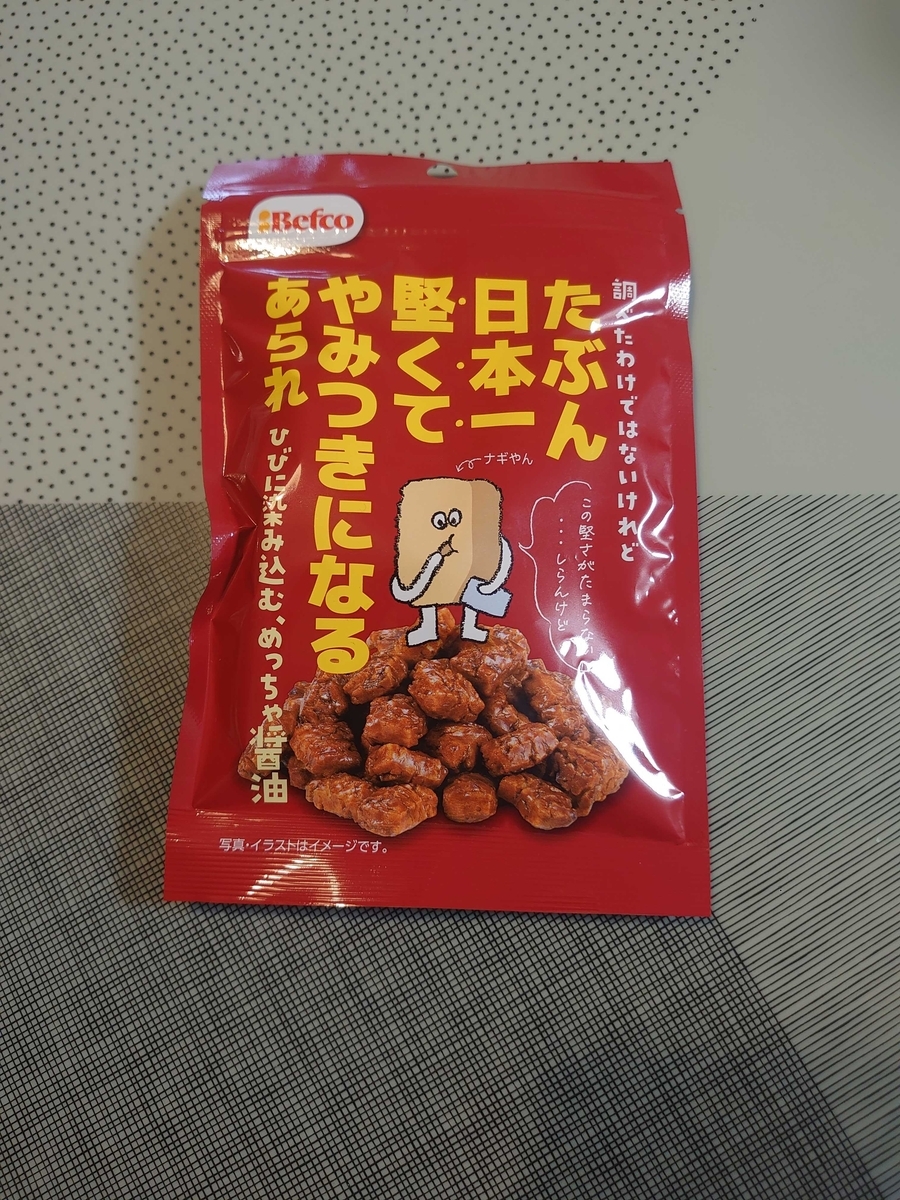 Befco
調べたわけではないけれど
たぶん
日本一
堅くて
やみつきになる
あられ
ひびに染み込む、めっちゃ醤油
ナギやん
この堅さがたまらな
・・・しらんけど
写真・イラストはイメージです。